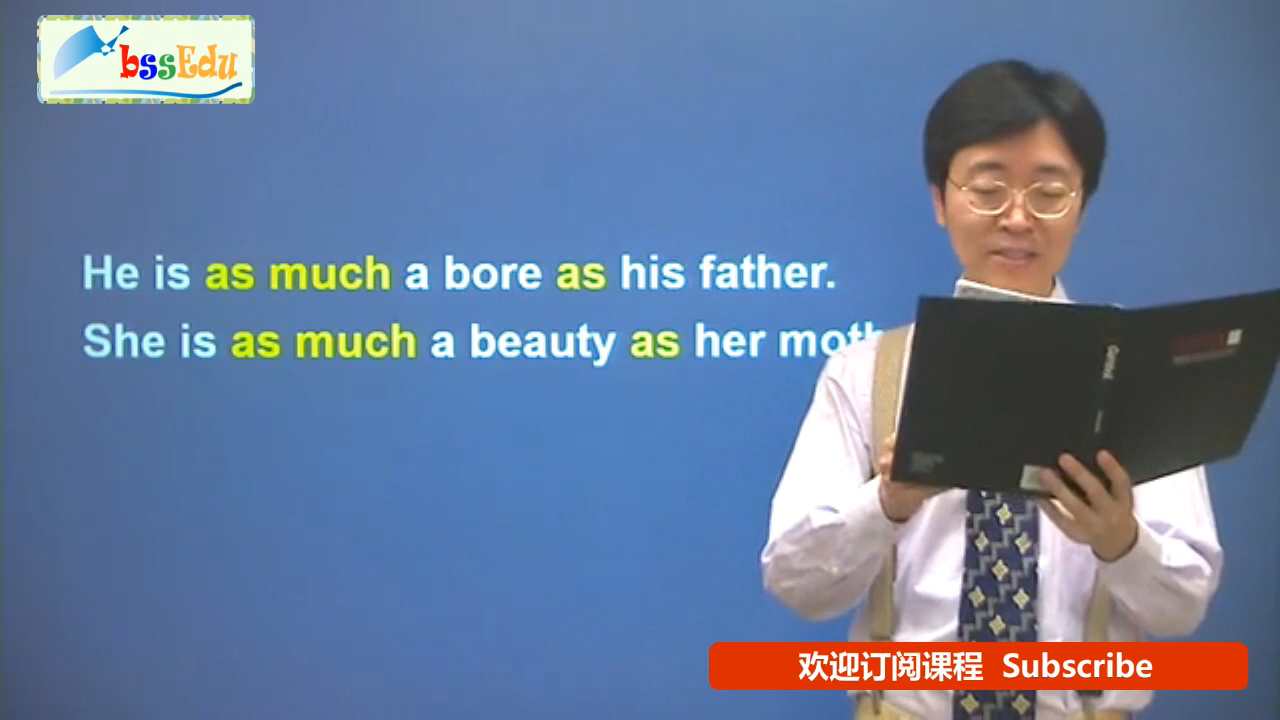 bssEdu
He is as much a bore as his father.
She is as much a beauty as her
欢迎订阅课程 Subscribe